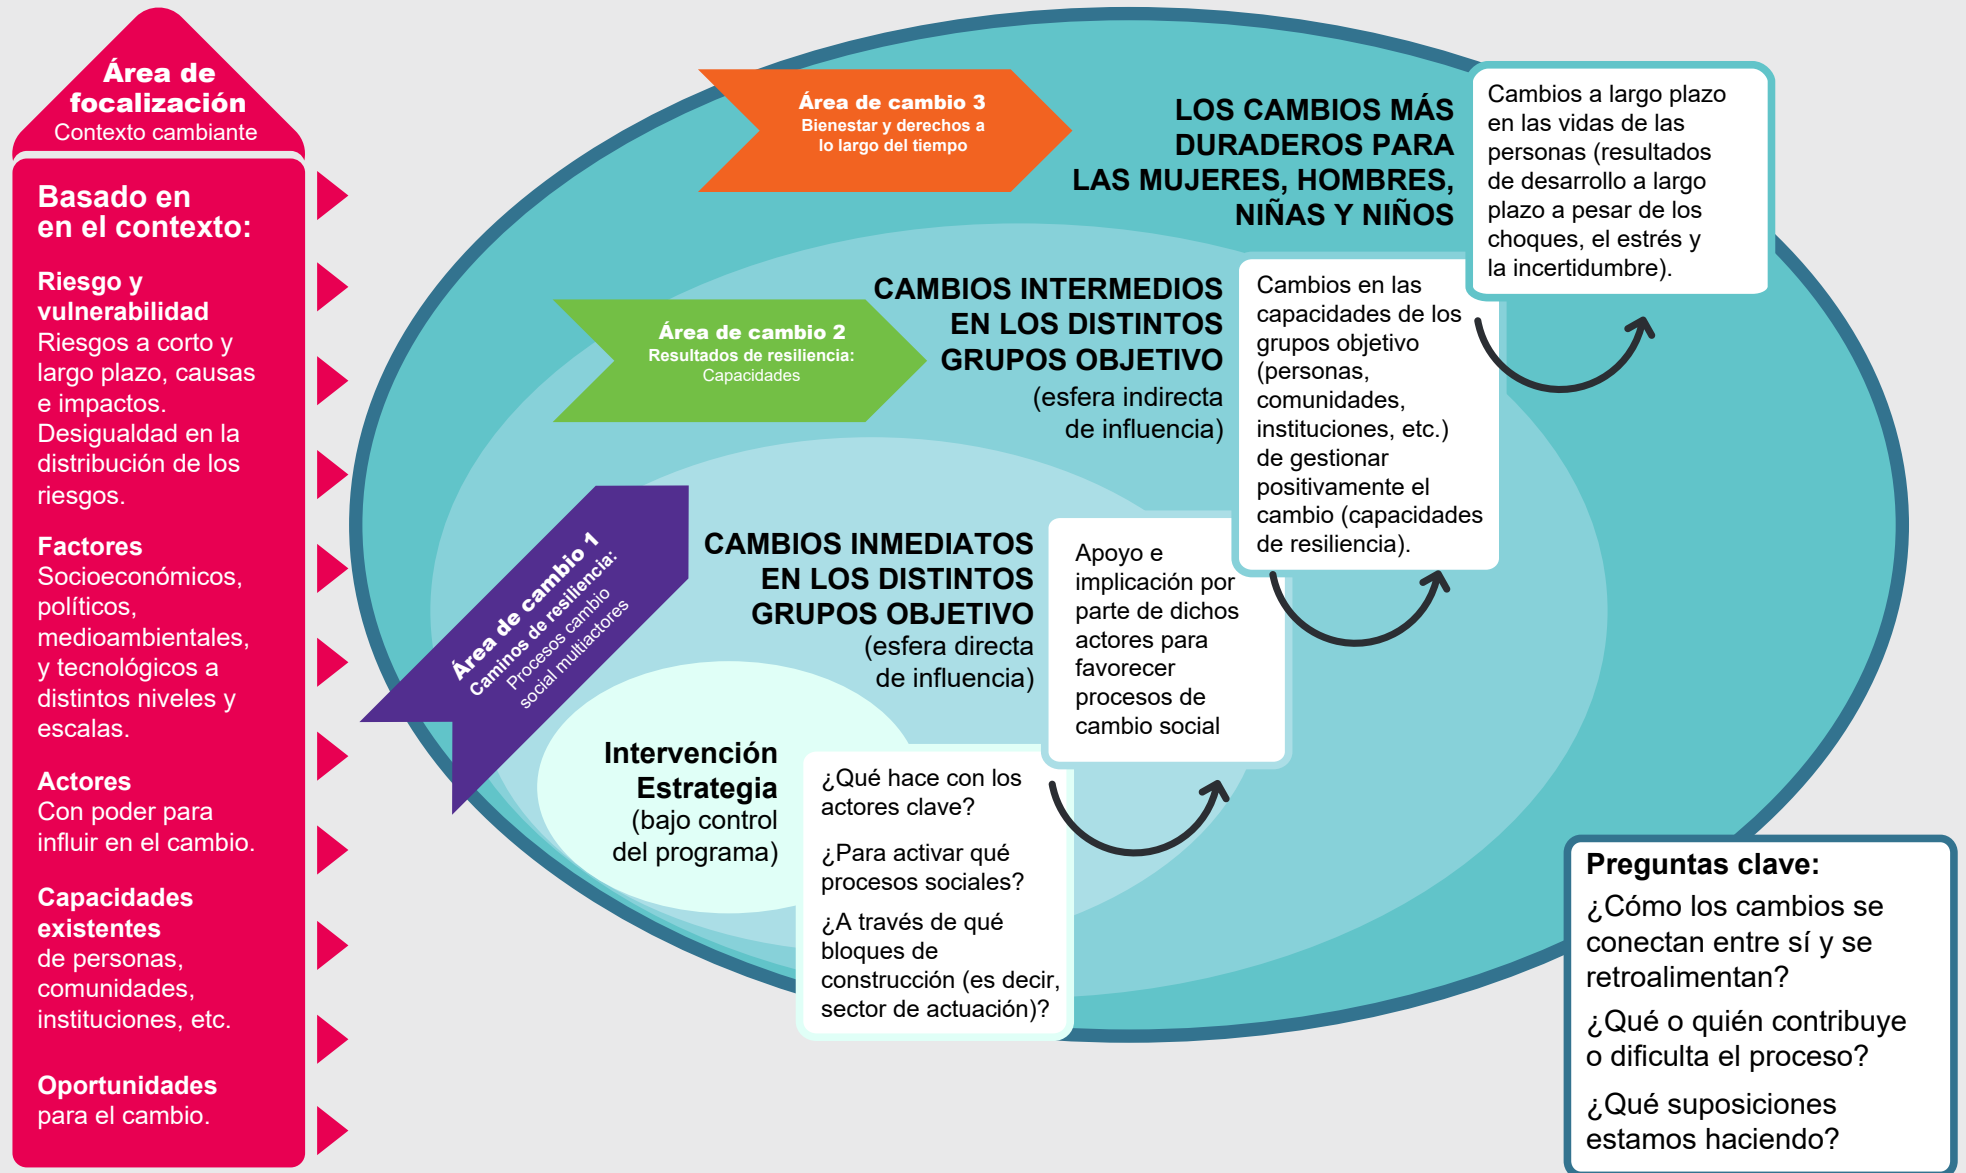 Área de
focalización
Contexto cambiante
Basado en
en el contexto:
Riesgo y
vulnerabilidad
Riesgos a corto y
largo plazo, causas
e impactos.
Desigualdad en la
distribución de los
riesgos.
Factores
Socioeconómicos,
políticos,
medioambientales,
y tecnológicos a
distintos niveles y
escalas.
Actores
Con poder para
influir en el cambio.
Capacidades
existentes
de personas,
comunidades,
instituciones, etc.
Oportunidades
para el cambio.
Área de cambio 3
Bienestar y derechos a
lo largo del tiempo
LOS CAMBIOS MÁS
DURADEROS PARA
LAS MUJERES, HOMBRES,
NIÑAS Y NIÑOS
Cambios a largo plazo
en las vidas de las
personas (resultados
de desarrollo a largo
plazo a pesar de los
choques, el estrés y
la incertidumbre).
Área de cambio 2
Resultados de resiliencia:
Capacidades
CAMBIOS INTERMEDIOS
EN LOS DISTINTOS
GRUPOS OBJETIVO
(esfera indirecta
de influencia)
Cambios en las
capacidades de los
grupos objetivo
(personas,
comunidades,
instituciones, etc.)
de gestionar
positivamente el
cambio (capacidades
de resiliencia).
Área de cambio 1
Caminos de resiliencia:
Procesos cambio
social multiactores
CAMBIOS INMEDIATOS
EN LOS DISTINTOS
GRUPOS OBJETIVO
(esfera directa
de influencia)
Apoyo e
implicación por
parte de dichos
actores para
favorecer
procesos de
cambio social
Intervención
Estrategia
(bajo control
del programa)
¿Qué hace con los
actores clave?
¿Para activar qué
procesos sociales?
¿A través de qué
bloques de
construcción (es decir,
sector de actuación)?
Preguntas clave:
¿Cómo los cambios se
conectan entre sí y se
retroalimentan?
¿Qué o quién contribuye
o dificulta el proceso?
¿Qué suposiciones
estamos haciendo?